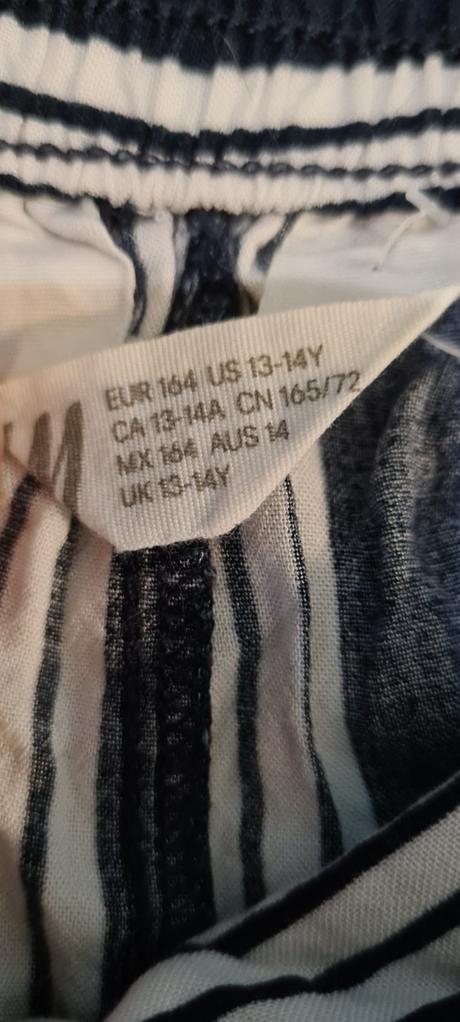 EUR 164 US 13-14Y
CA 13-14A CN 165/72
MX 164 AUS 14
UK 13-14Y